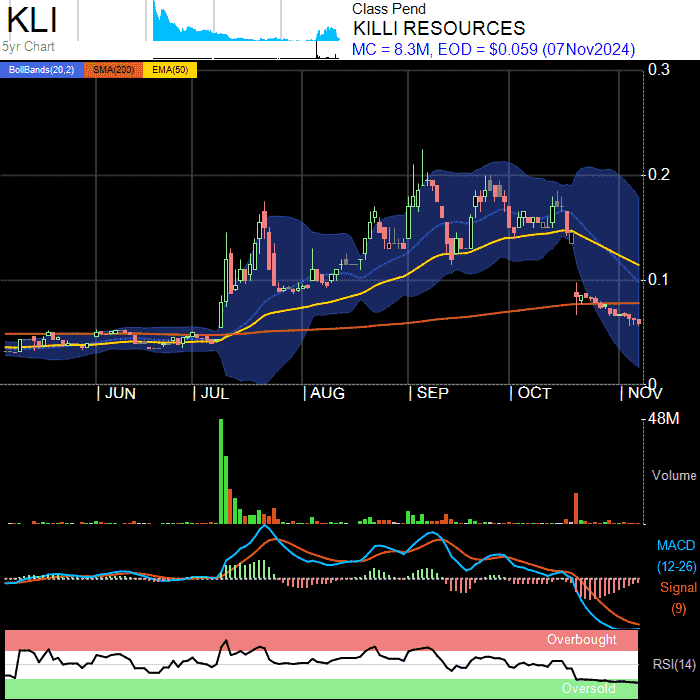 KLI
5yr Chart
Class Pend
KILLI RESOURCES
MC = 8.3M, EOD = $0.059 (07Nov2024)
BollBands(20,2) SMA(200) EMA(50)
0.3
0.2
0.1
0
| JUN | JUL | AUG | SEP | OCT | NOV
48M
Volume
MACD
(12-26)
Signal
(9)
Overbought
RSI(14)
Oversold